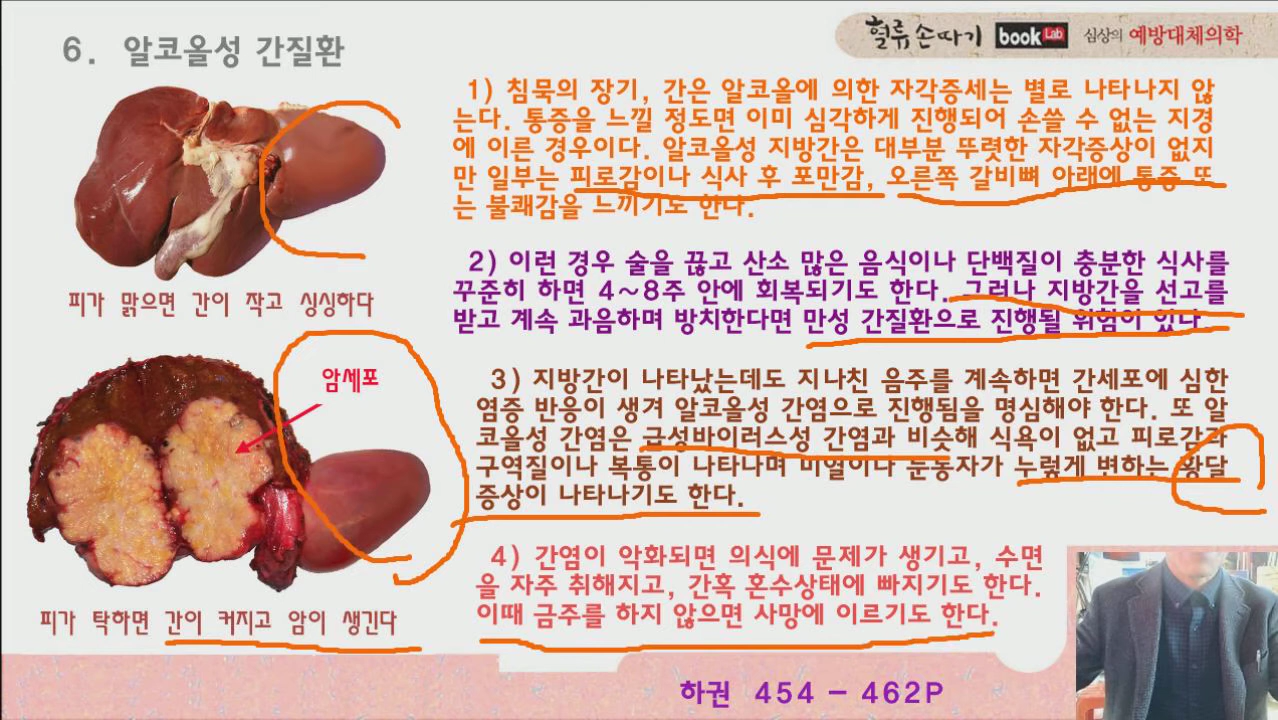 6. 알코올성 간질환
혈류 손따기 book Lab 심상의 예방대체의학
1) 침묵의 장기, 간은 알코올에 의한 자각증세는 별로 나타나지 않
는다. 통증을 느낄 정도면 이미 심각하게 진행되어 손쓸 수 없는 지경
에 이른 경우이다. 알코올성 지방간은 대부분 뚜렷한 자각증상이 없지
만 일부는 피로감이나 식사 후 포만감, 오른쪽 갈비뼈 아래에 통증 또
는 불쾌감을 느끼기도 한다.
피가 맑으면 간이 작고 싱싱하다
2) 이런 경우 술을 끊고 산소 많은 음식이나 단백질이 충분한 식사를
꾸준히 하면 4~8주 안에 회복되기도 한다. 그러나 지방간을 선고를
받고 계속 과음하며 방치한다면 만성 간질환으로 진행될 위험이 있다.
암세포
3) 지방간이 나타났는데도 지나친 음주를 계속하면 간세포에 심한
염증 반응이 생겨 알코올성 간염으로 진행됨을 명심해야 한다. 또 알
코올성 간염은 급성바이러스성 간염과 비슷해 식욕이 없고 피로감과
구역질이나 복통이 나타나며 미열이나 눈동자가 누렇게 변하는 황달
증상이 나타나기도 한다.
4) 간염이 악화되면 의식에 문제가 생기고, 수면
을 자주 취해지고, 간혹 혼수상태에 빠지기도 한다.
이때 금주를 하지 않으면 사망에 이르기도 한다.
피가 탁하면 간이 커지고 암이 생긴다
하권 454 - 462P